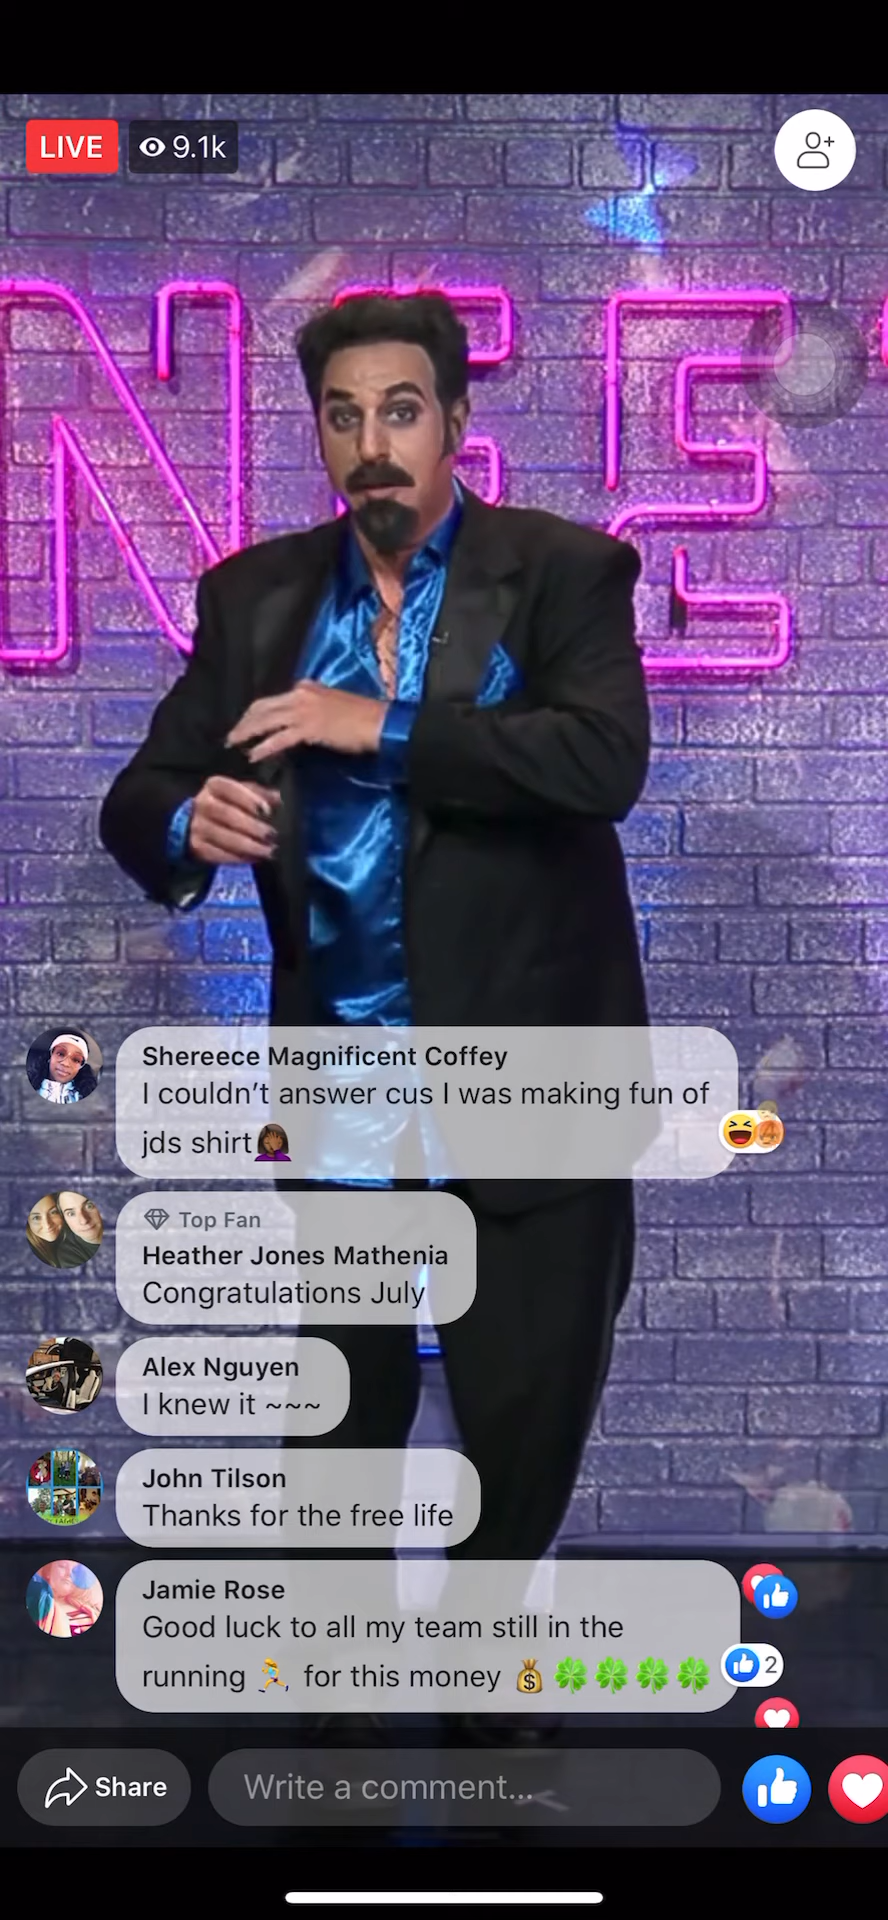 LIVE 9.1k
NFE
Shereece Magnificent Coffey
I couldn't answer cus I was making fun of
jds shirt🤦🏾‍♀️
Top Fan
Heather Jones Mathenia
Congratulations July
Alex Nguyen
I knew it ~~~
John Tilson
Thanks for the free life
Jamie Rose
Good luck to all my team still in the
running 🏃‍♀️ for this money 💰🍀🍀🍀🍀
2
Share
Write a comment...